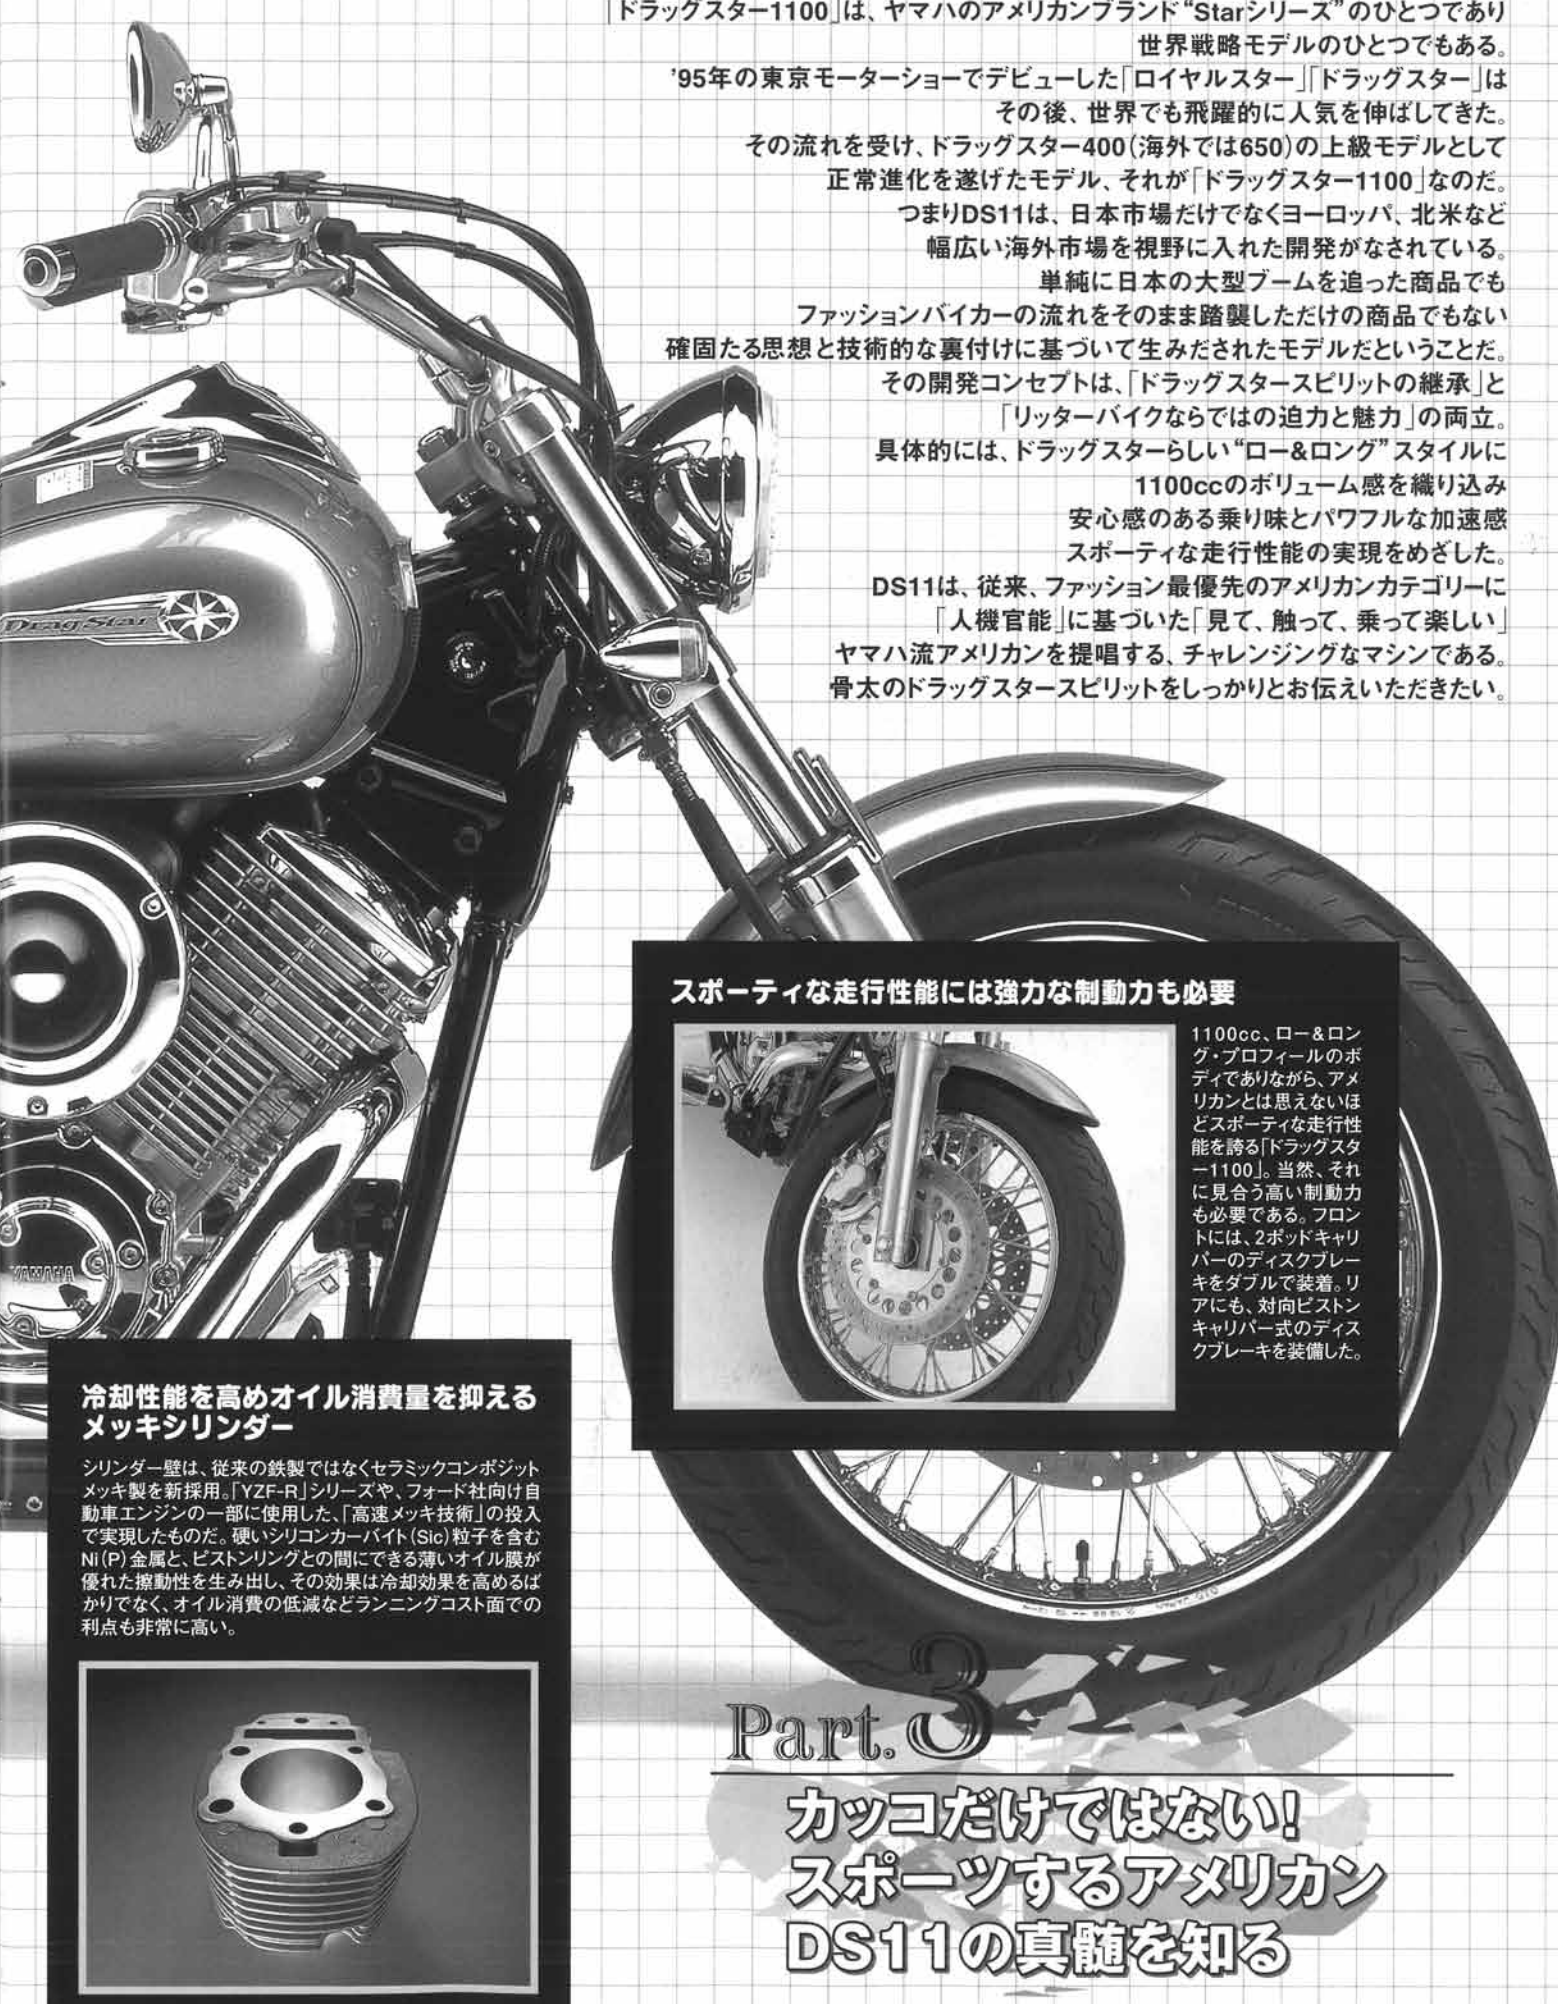 「ドラッグスター1100」は、ヤマハのアメリカンブランド“Starシリーズ”のひとつであり
世界戦略モデルのひとつでもある。
’95年の東京モーターショーでデビューした「ロイヤルスター」「ドラッグスター」は
その後、世界でも飛躍的に人気を伸ばしてきた。
その流れを受け、ドラッグスター400(海外では650)の上級モデルとして
正常進化を遂げたモデル、それが「ドラッグスター1100」なのだ。
つまりDS11は、日本市場だけでなくヨーロッパ、北米など
幅広い海外市場を視野に入れた開発がなされている。
単純に日本の大型ブームを追った商品でも
ファッションバイカーの流れをそのまま踏襲しただけの商品でもない
確固たる思想と技術的な裏付けに基づいて生みだされたモデルだということだ。
その開発コンセプトは、「ドラッグスタースピリットの継承」と
「リッターバイクならではの迫力と魅力」の両立。
具体的には、ドラッグスターらしい“ロー&ロング”スタイルに
1100ccのボリューム感を織り込み
安心感のある乗り味とパワフルな加速感
スポーティな走行性能の実現をめざした。
DS11は、従来、ファッション最優先のアメリカンカテゴリーに
「人機官能」に基づいた「見て、触って、乗って楽しい」
ヤマハ流アメリカンを提唱する、チャレンジングなマシンである。
骨太のドラッグスタースピリットをしっかりとお伝えいただきたい。
DragStar
YAMAHA
スポーティな走行性能には強力な制動力も必要
1100cc、ロー&ロン
グ・プロフィールのボ
ディでありながら、アメ
リカンとは思えないほ
どスポーティな走行性
能を誇る「ドラッグスタ
ー1100」。当然、それ
に見合う高い制動力
も必要である。フロン
トには、2ポッドキャリ
パーのディスクブレー
キをダブルで装着。リ
アにも、対向ピストン
キャリパー式のディス
クブレーキを装備した。
冷却性能を高めオイル消費量を抑える
メッキシリンダー
シリンダー壁は、従来の鉄製ではなくセラミックコンポジット
メッキ製を新採用。「YZF-R」シリーズや、フォード社向け自
動車エンジンの一部に使用した、「高速メッキ技術」の投入
で実現したものだ。硬いシリコンカーバイト(Sic)粒子を含む
Ni(P)金属と、ピストンリングとの間にできる薄いオイル膜が
優れた擦動性を生み出し、その効果は冷却効果を高めるば
かりでなく、オイル消費の低減などランニングコスト面での
利点も非常に高い。
Part.3
カッコだけではない!
スポーツするアメリカン
DS11の真髄を知る